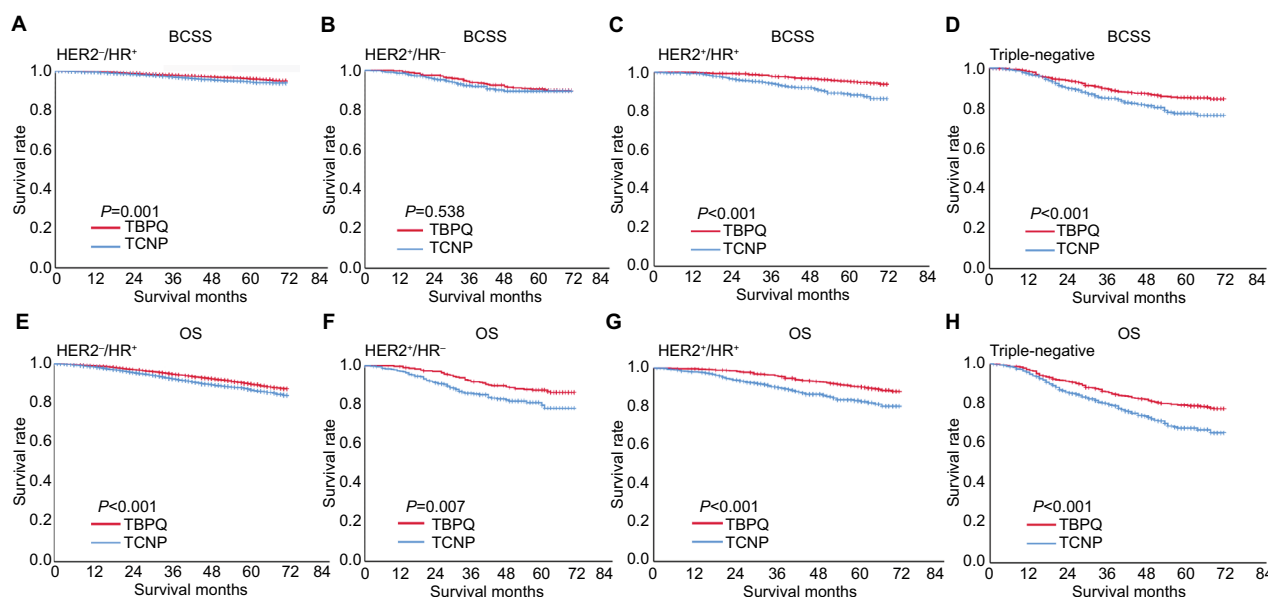 A
BCSS
HER2⁻/HR⁺
Survival rate
1.0
0.8
0.6
0.4
0.2
0.0
P=0.001
TBPQ
TCNP
0 12 24 36 48 60 72 84
Survival months
B
BCSS
HER2⁺/HR⁻
Survival rate
1.0
0.8
0.6
0.4
0.2
0.0
P=0.538
TBPQ
TCNP
0 12 24 36 48 60 72 84
Survival months
C
BCSS
HER2⁺/HR⁺
Survival rate
1.0
0.8
0.6
0.4
0.2
0.0
P<0.001
TBPQ
TCNP
0 12 24 36 48 60 72 84
Survival months
D
BCSS
Triple-negative
Survival rate
1.0
0.8
0.6
0.4
0.2
0.0
P<0.001
TBPQ
TCNP
0 12 24 36 48 60 72 84
Survival months
E
OS
HER2⁻/HR⁺
Survival rate
1.0
0.8
0.6
0.4
0.2
0.0
P<0.001
TBPQ
TCNP
0 12 24 36 48 60 72 84
Survival months
F
OS
HER2⁺/HR⁻
Survival rate
1.0
0.8
0.6
0.4
0.2
0.0
P=0.007
TBPQ
TCNP
0 12 24 36 48 60 72 84
Survival months
G
OS
HER2⁺/HR⁺
Survival rate
1.0
0.8
0.6
0.4
0.2
0.0
P<0.001
TBPQ
TCNP
0 12 24 36 48 60 72 84
Survival months
H
OS
Triple-negative
Survival rate
1.0
0.8
0.6
0.4
0.2
0.0
P<0.001
TBPQ
TCNP
0 12 24 36 48 60 72 84
Survival months